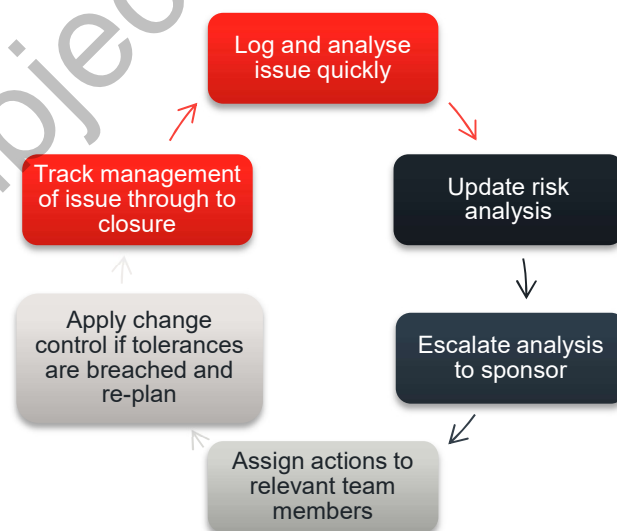 Log and analyse
issue quickly
Update risk
analysis
Escalate analysis
to sponsor
Assign actions to
relevant team
members
Apply change
control if tolerances
are breached and
re-plan
Track management
of issue through to
closure